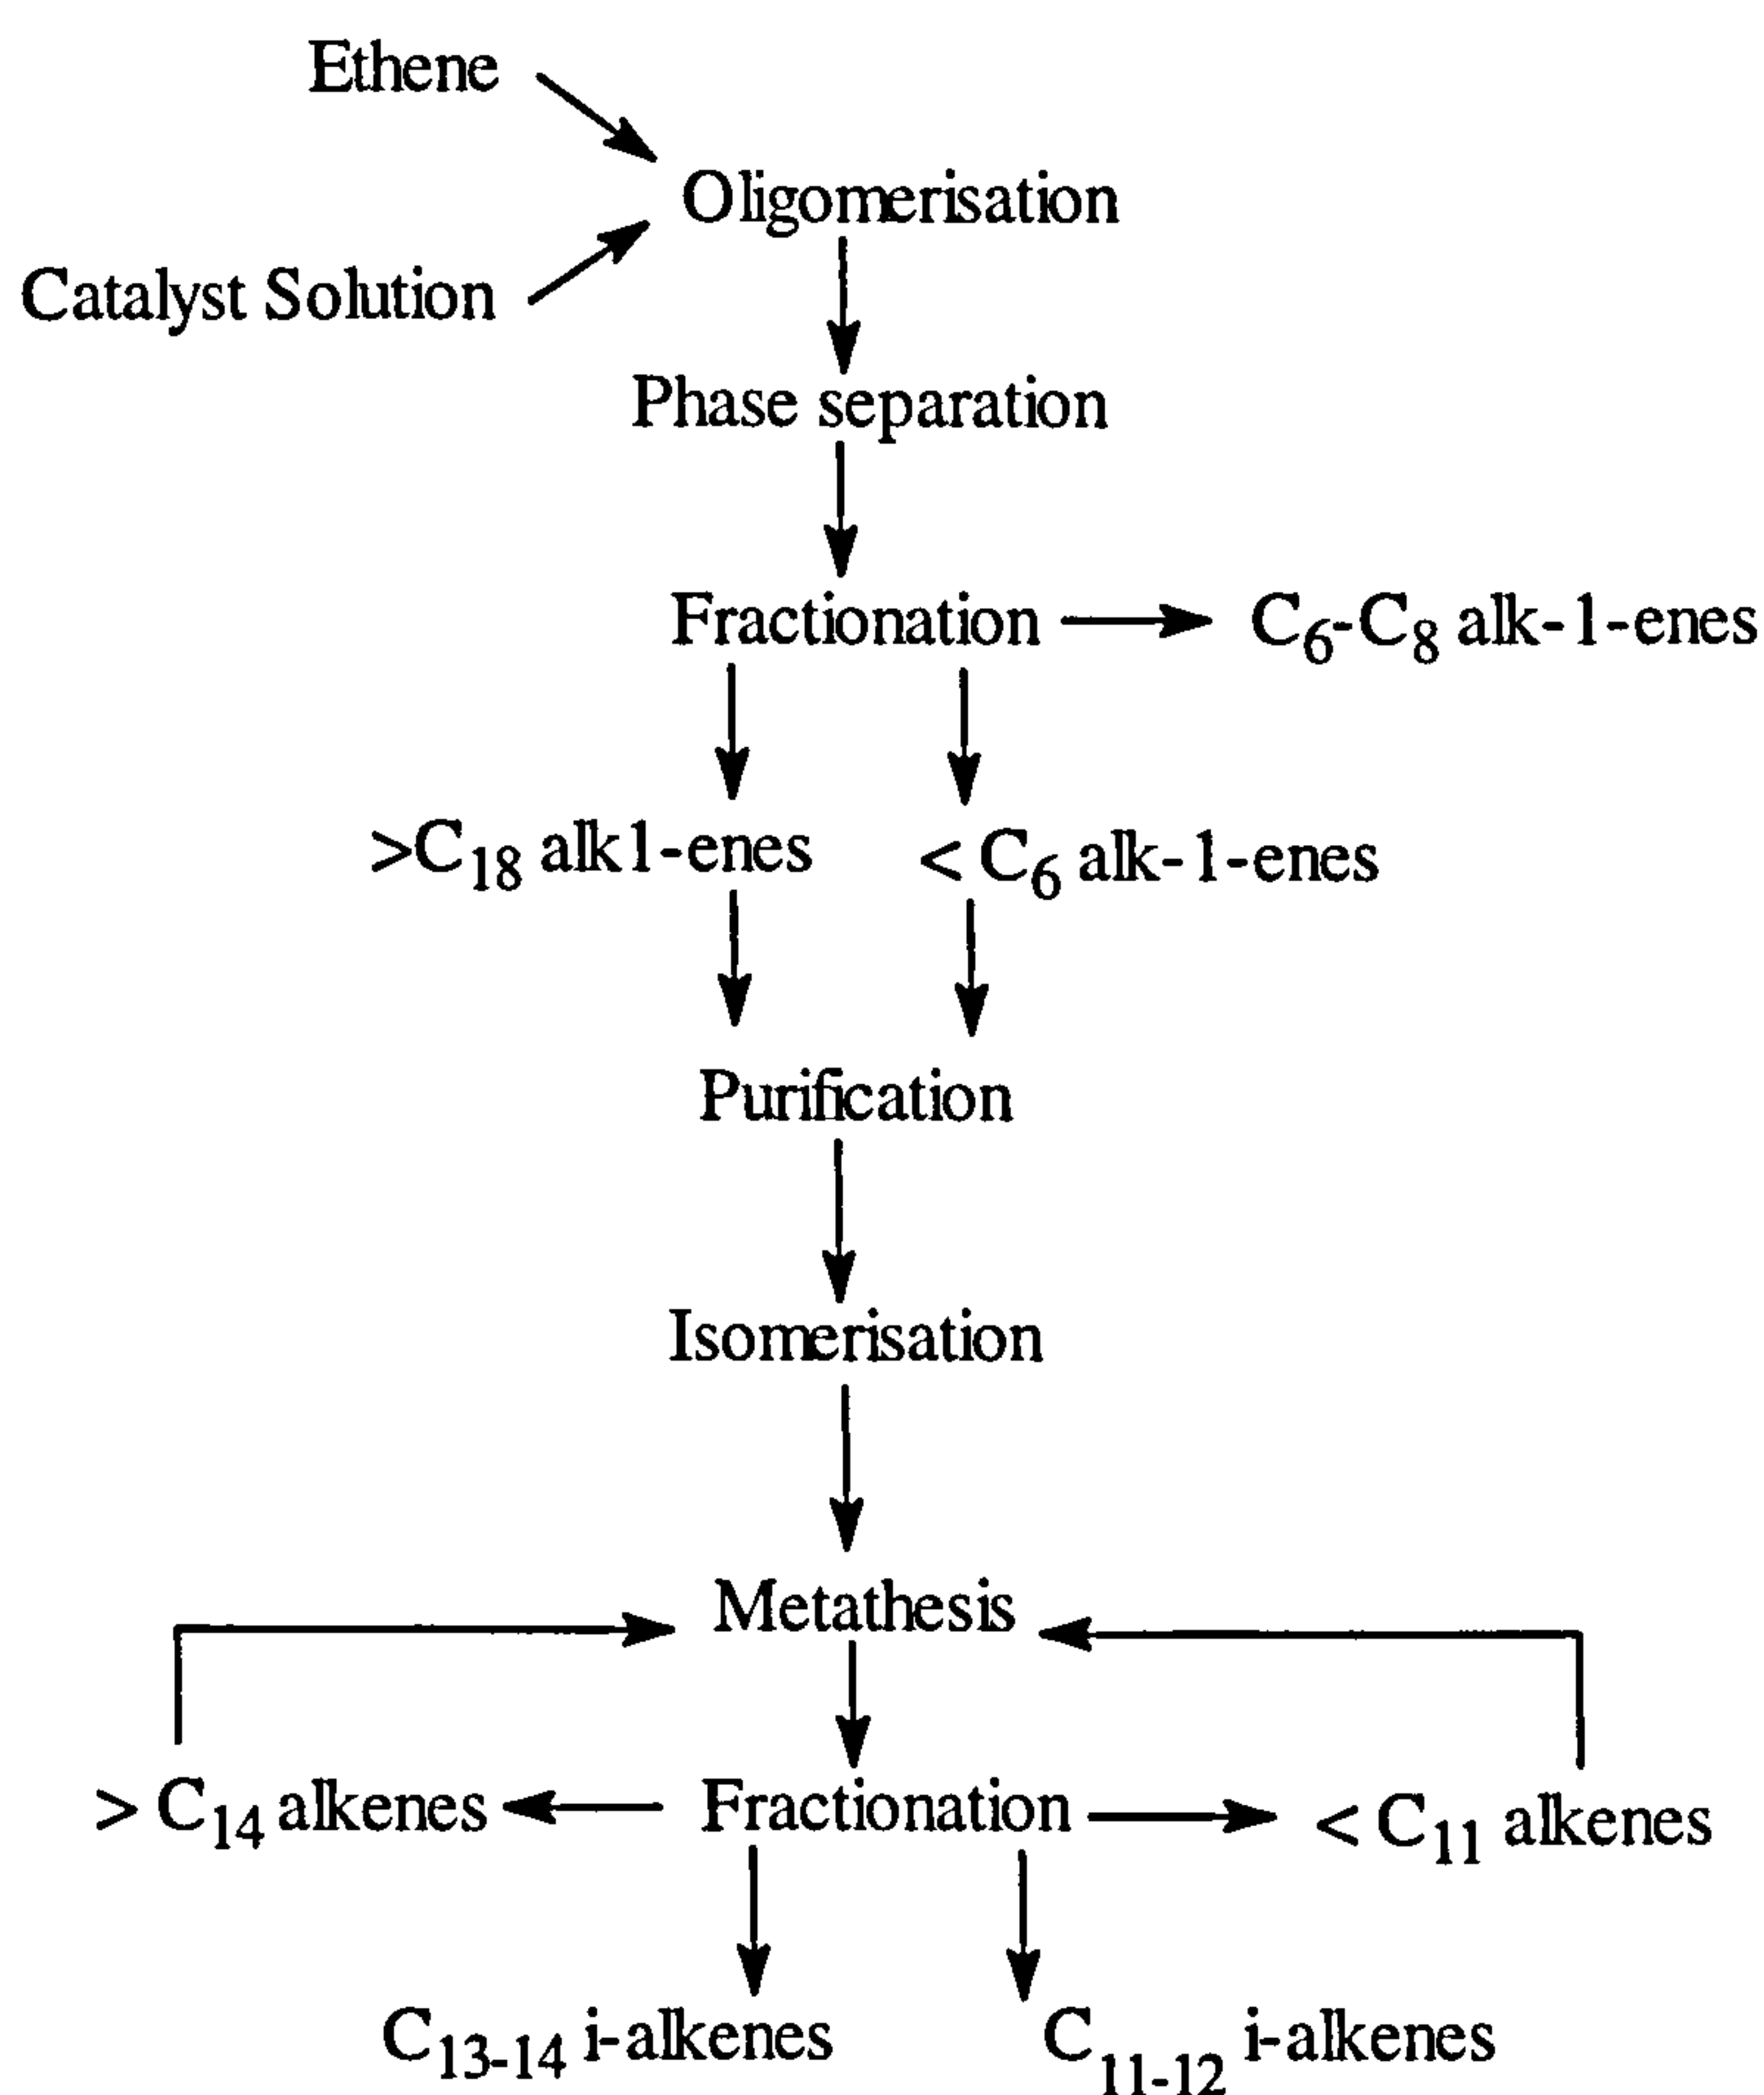 Ethene
Oligomerisation
Catalyst Solution
Phase separation
Fractionation
C6-C8 alk-1-enes
>C18 alk1-enes
< C6 alk-1-enes
Purification
Isomerisation
Metathesis
> C14 alkenes
Fractionation
< C11 alkenes
C13-14 i-alkenes
C11-12 i-alkenes